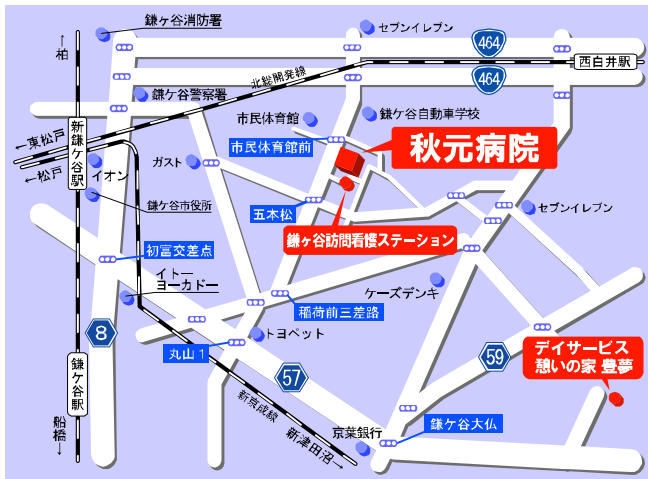 鎌ヶ谷消防署
セブンイレブン
464
464
西白井駅
←柏
北総開発線
鎌ケ谷警察署
市民体育館
鎌ケ谷自動車学校
←東松戸
新鎌ケ谷駅
←松戸
イオン
ガスト
市民体育館前
秋元病院
鎌ケ谷市役所
五本松
セブンイレブン
鎌ヶ谷訪問看護ステーション
初富交差点
イトー
ヨーカドー
ケーズデンキ
稲荷前三差路
8
トヨペット
丸山1
57
59
デイサービス
憩いの家 豊夢
鎌ケ谷駅
新京成線
船橋→
新津田沼→
京葉銀行
鎌ケ谷大仏